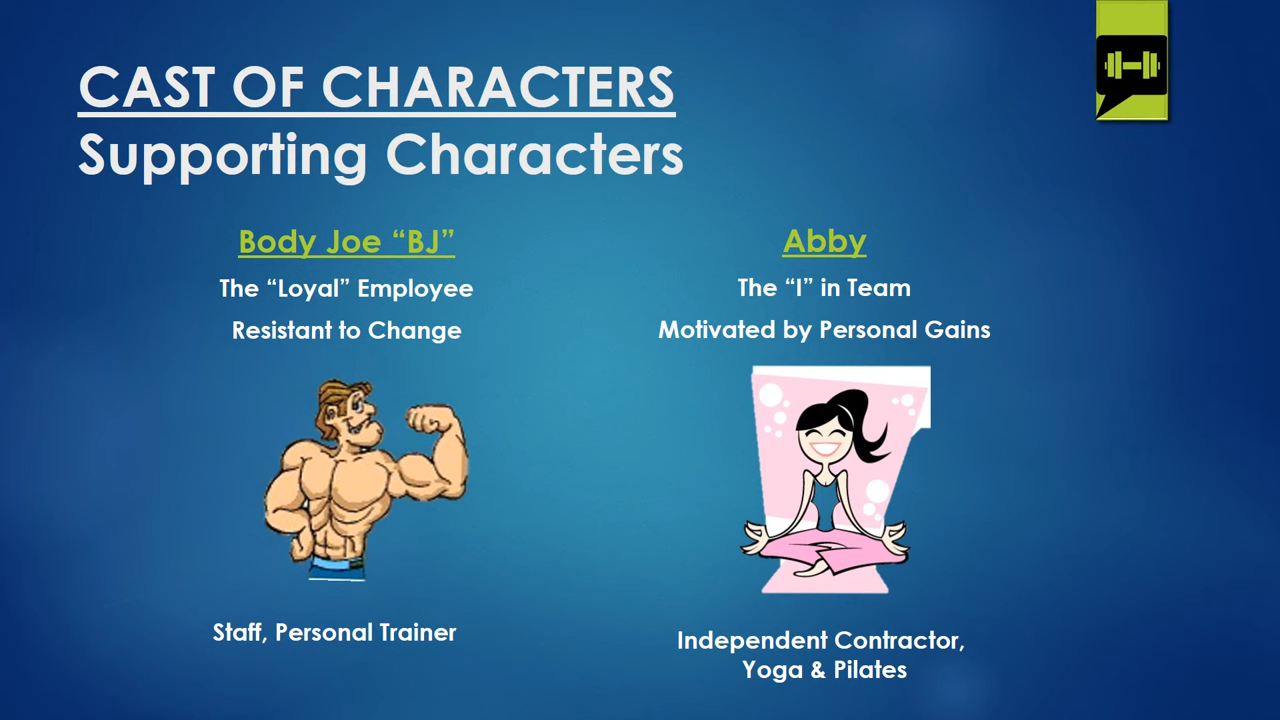 CAST OF CHARACTERS
Supporting Characters
Body Joe “BJ”
The “Loyal” Employee
Resistant to Change
Staff, Personal Trainer
Abby
The “I” in Team
Motivated by Personal Gains
Independent Contractor,
Yoga & Pilates